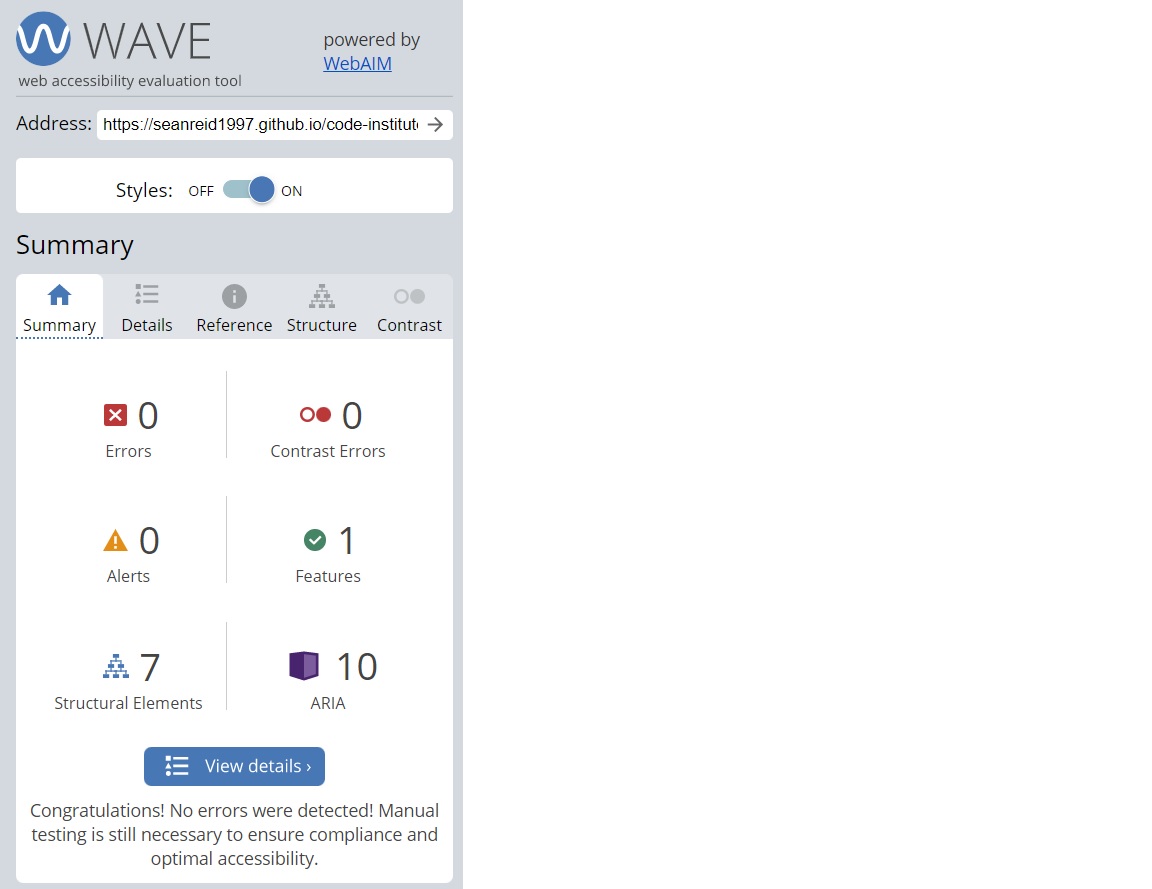 WAVE
web accessibility evaluation tool
powered by
WebAIM
Address: https://seanreid1997.github.io/code-institut
Styles: OFF ON
Summary
Summary Details Reference Structure Contrast
0 0
Errors Contrast Errors
0 1
Alerts Features
7 10
Structural Elements ARIA
View details ›
Congratulations! No errors were detected! Manual
testing is still necessary to ensure compliance and
optimal accessibility.